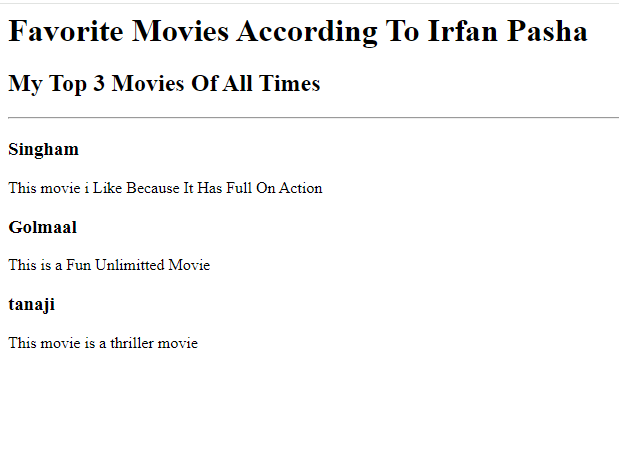 Favorite Movies According To Irfan Pasha
My Top 3 Movies Of All Times
Singham
This movie i Like Because It Has Full On Action
Golmaal
This is a Fun Unlimitted Movie
tanaji
This movie is a thriller movie